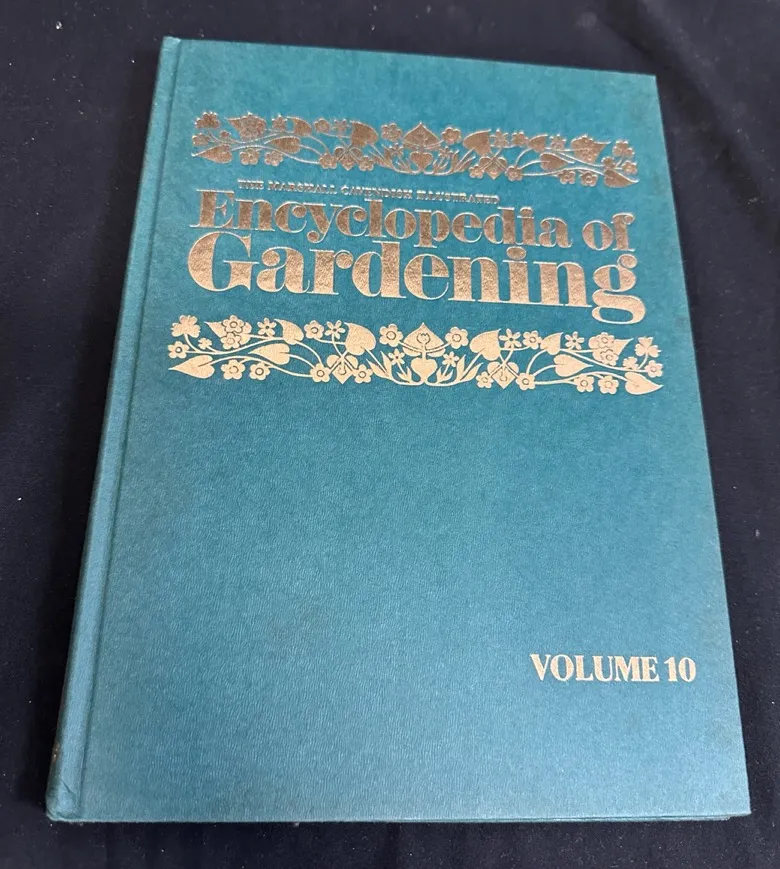 THE MARSHALL CAVENDISH ILLUSTRATED
Encyclopedia of
Gardening
VOLUME 10